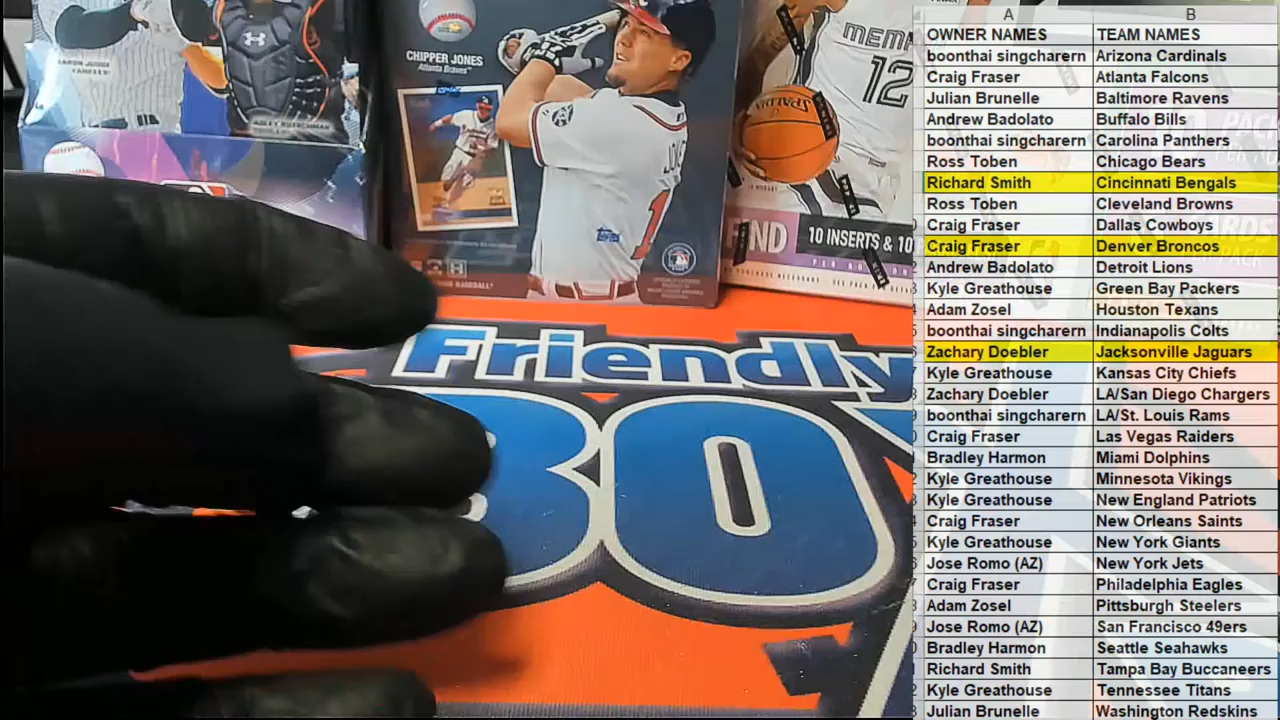 CHIPPER JONES
Atlanta Braves™
topps
JONES
1
MEMPH
12
SPALDING
FIND
10 INSERTS & 10
Friendly
80
A B
OWNER NAMES TEAM NAMES
boonthai singcharern Arizona Cardinals
Craig Fraser Atlanta Falcons
Julian Brunelle Baltimore Ravens
Andrew Badolato Buffalo Bills
boonthai singcharern Carolina Panthers
Ross Toben Chicago Bears
Richard Smith Cincinnati Bengals
Ross Toben Cleveland Browns
Craig Fraser Dallas Cowboys
Craig Fraser Denver Broncos
Andrew Badolato Detroit Lions
Kyle Greathouse Green Bay Packers
Adam Zosel Houston Texans
boonthai singcharern Indianapolis Colts
Zachary Doebler Jacksonville Jaguars
Kyle Greathouse Kansas City Chiefs
Zachary Doebler LA/San Diego Chargers
boonthai singcharern LA/St. Louis Rams
Craig Fraser Las Vegas Raiders
Bradley Harmon Miami Dolphins
Kyle Greathouse Minnesota Vikings
Kyle Greathouse New England Patriots
Craig Fraser New Orleans Saints
Kyle Greathouse New York Giants
Jose Romo (AZ) New York Jets
Craig Fraser Philadelphia Eagles
Adam Zosel Pittsburgh Steelers
Jose Romo (AZ) San Francisco 49ers
Bradley Harmon Seattle Seahawks
Richard Smith Tampa Bay Buccaneers
Kyle Greathouse Tennessee Titans
Julian Brunelle Washington Redskins